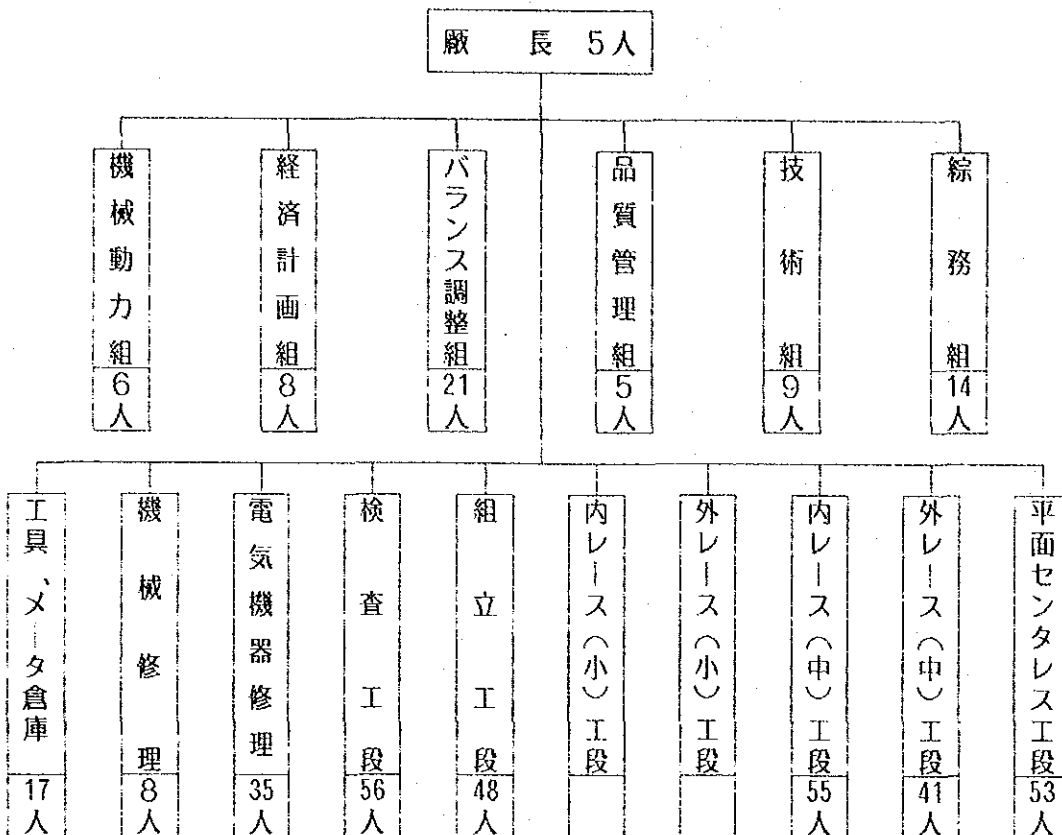 厰長 5人
機械動力組 6人
経済計画組 8人
バランス調整組 21人
品質管理組 5人
技術組 9人
綜務組 14人
工具、メータ倉庫 17人
機械修理 8人
電気機器修理 35人
検査工段 56人
組立工段 48人
内レース(小)工段
外レース(小)工段
内レース(中)工段 55人
外レース(中)工段 41人
平面センタレス工段 53人